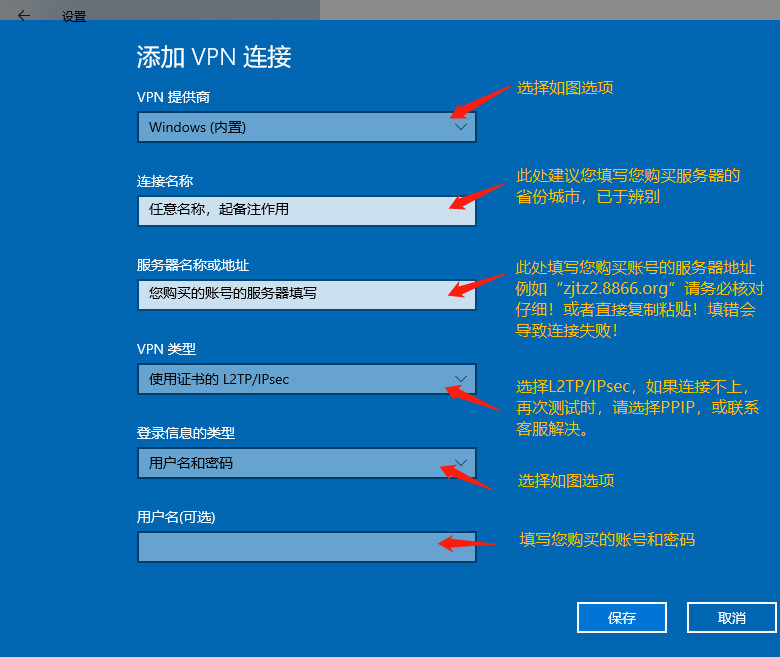 设置
添加 VPN 连接
VPN 提供商
选择如图选项
Windows (内置)
连接名称
此处建议您填写您购买服务器的
省份城市，已于辨别
任意名称，起备注作用
服务器名称或地址
此处填写您购买账号的服务器地址
例如“zjtz2.8866.org”请务必核对
仔细！或者直接复制粘贴！填错会
导致连接失败！
您购买的账号的服务器填写
VPN 类型
使用证书的 L2TP/IPsec
选择L2TP/IPsec，如果连接不上，
再次测试时，请选择PPIP，或联系
客服解决。
登录信息的类型
用户名和密码
选择如图选项
用户名(可选)
填写您购买的账号和密码
保存
取消